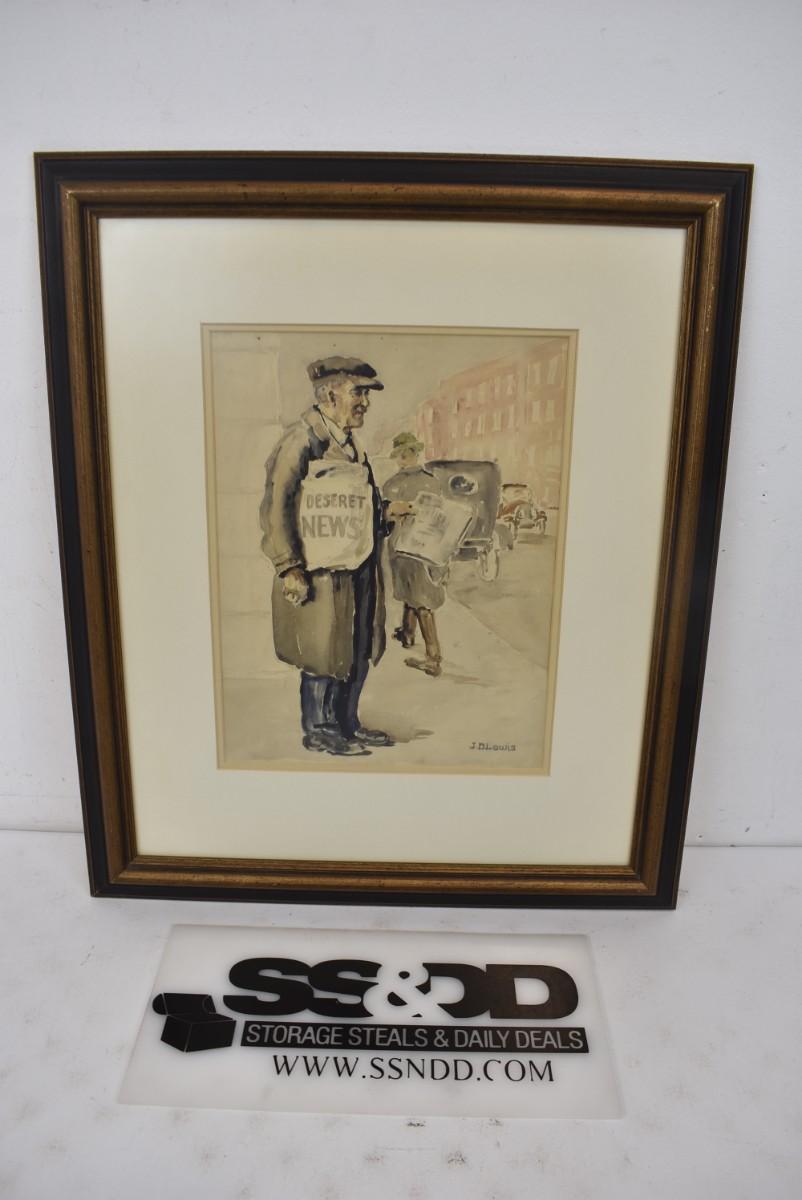 DESERET
NEWS
J.D Louis
SS&DD
STORAGE STEALS & DAILY DEALS
WWW.SSNDD.COM